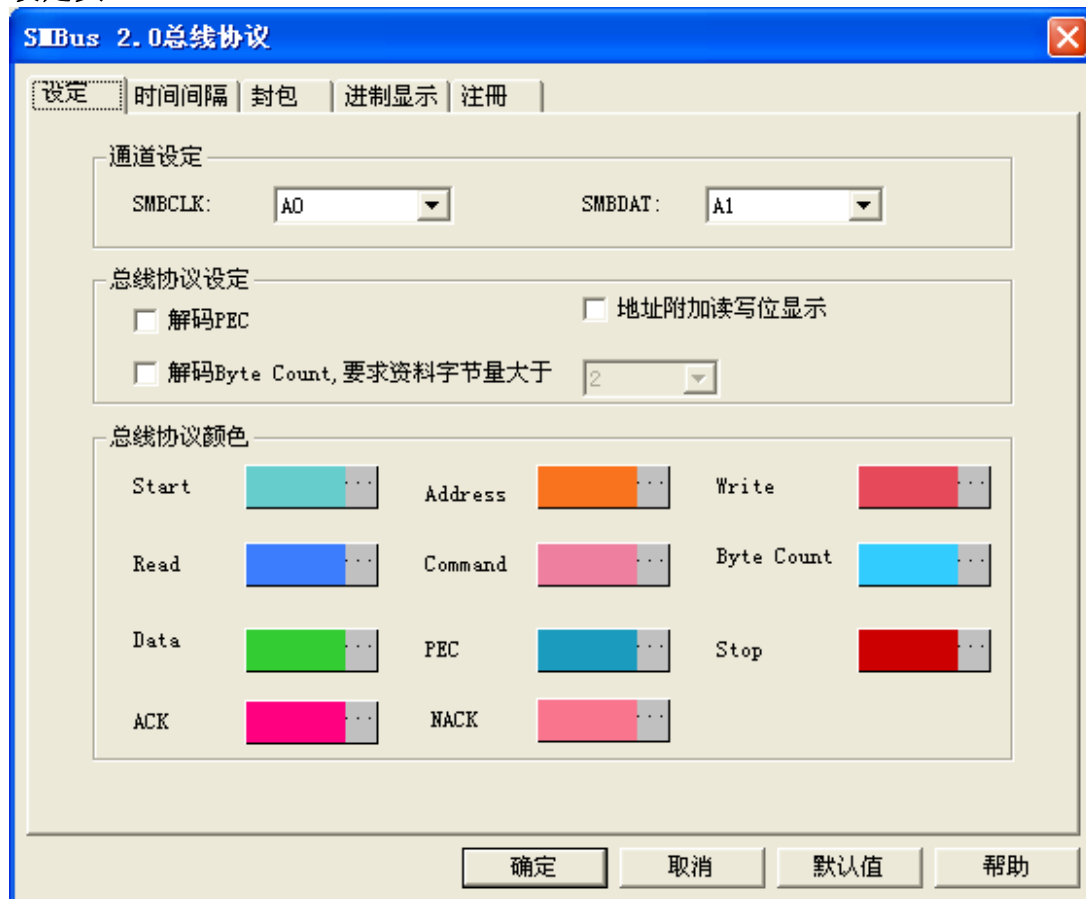 SMBus 2.0总线协议
设定 时间间隔 封包 进制显示 注册
通道设定
SMBCLK: A0 SMBDAT: A1
总线协议设定
解码PEC 地址附加读写位显示
解码Byte Count,要求资料字节量大于 2
总线协议颜色
Start ... Address ... Write ...
Read ... Command ... Byte Count ...
Data ... PEC ... Stop ...
ACK ... NACK ...
确定 取消 默认值 帮助